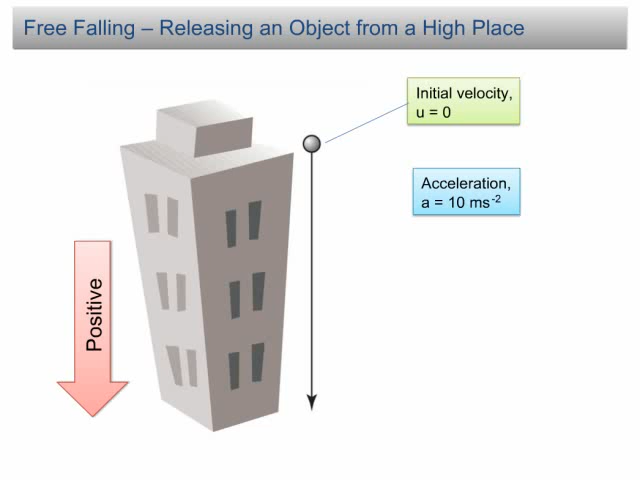 Free Falling – Releasing an Object from a High Place
Initial velocity,
u = 0
Acceleration,
a = 10 ms⁻²
Positive